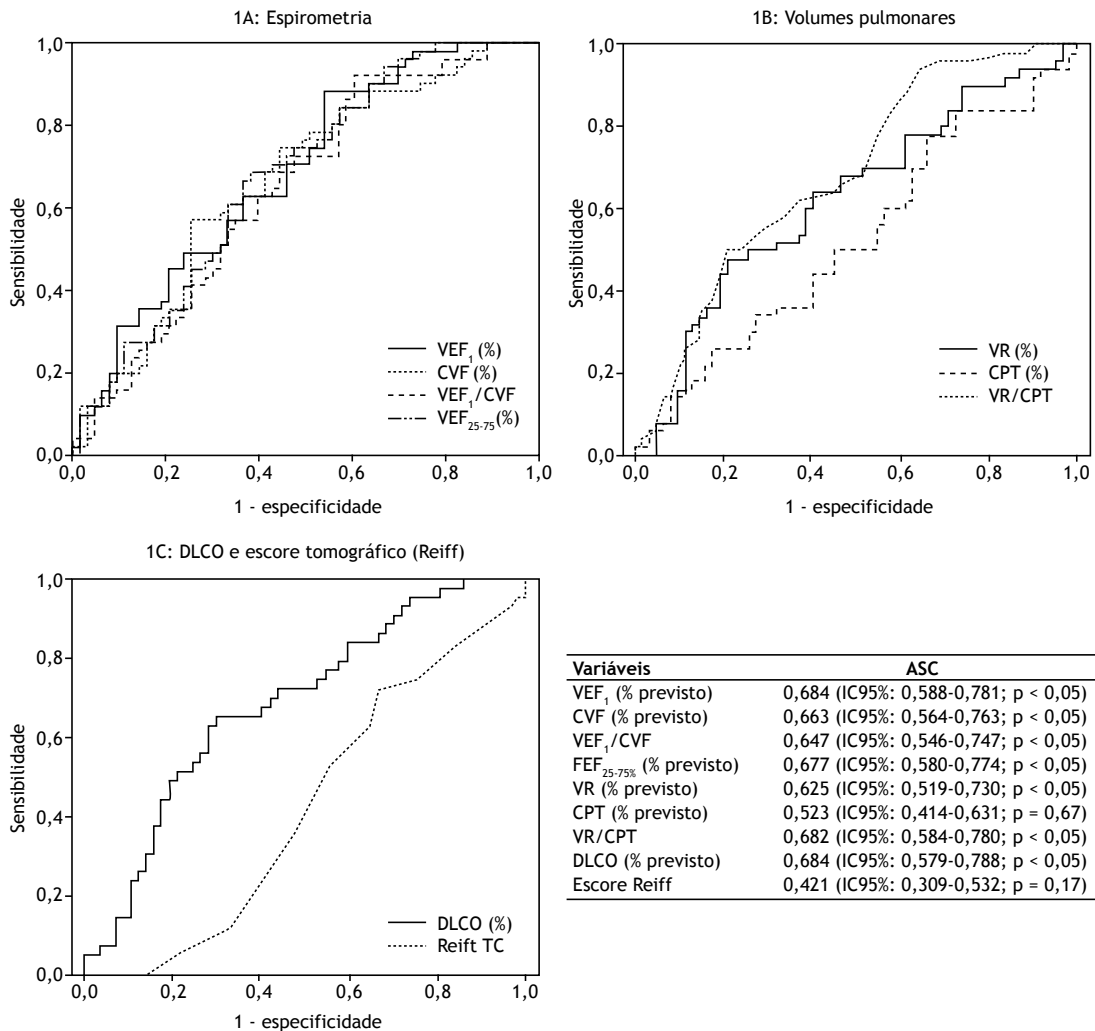 1A: Espirometria
1,0
0,8
0,6
0,4
0,2
0,0
Sensibilidade
0,0 0,2 0,4 0,6 0,8 1,0
1 - especificidade
VEF1 (%)
CVF (%)
VEF1/CVF
VEF25-75(%)
1B: Volumes pulmonares
1,0
0,8
0,6
0,4
0,2
0,0
Sensibilidade
0,0 0,2 0,4 0,6 0,8 1,0
1 - especificidade
VR (%)
CPT (%)
VR/CPT
1C: DLCO e escore tomográfico (Reiff)
1,0
0,8
0,6
0,4
0,2
0,0
Sensibilidade
0,0 0,2 0,4 0,6 0,8 1,0
1 - especificidade
DLCO (%)
Reift TC
Variáveis ASC
VEF1 (% previsto) 0,684 (IC95%: 0,588-0,781; p < 0,05)
CVF (% previsto) 0,663 (IC95%: 0,564-0,763; p < 0,05)
VEF1/CVF 0,647 (IC95%: 0,546-0,747; p < 0,05)
FEF25-75% (% previsto) 0,677 (IC95%: 0,580-0,774; p < 0,05)
VR (% previsto) 0,625 (IC95%: 0,519-0,730; p < 0,05)
CPT (% previsto) 0,523 (IC95%: 0,414-0,631; p = 0,67)
VR/CPT 0,682 (IC95%: 0,584-0,780; p < 0,05)
DLCO (% previsto) 0,684 (IC95%: 0,579-0,788; p < 0,05)
Escore Reiff 0,421 (IC95%: 0,309-0,532; p = 0,17)